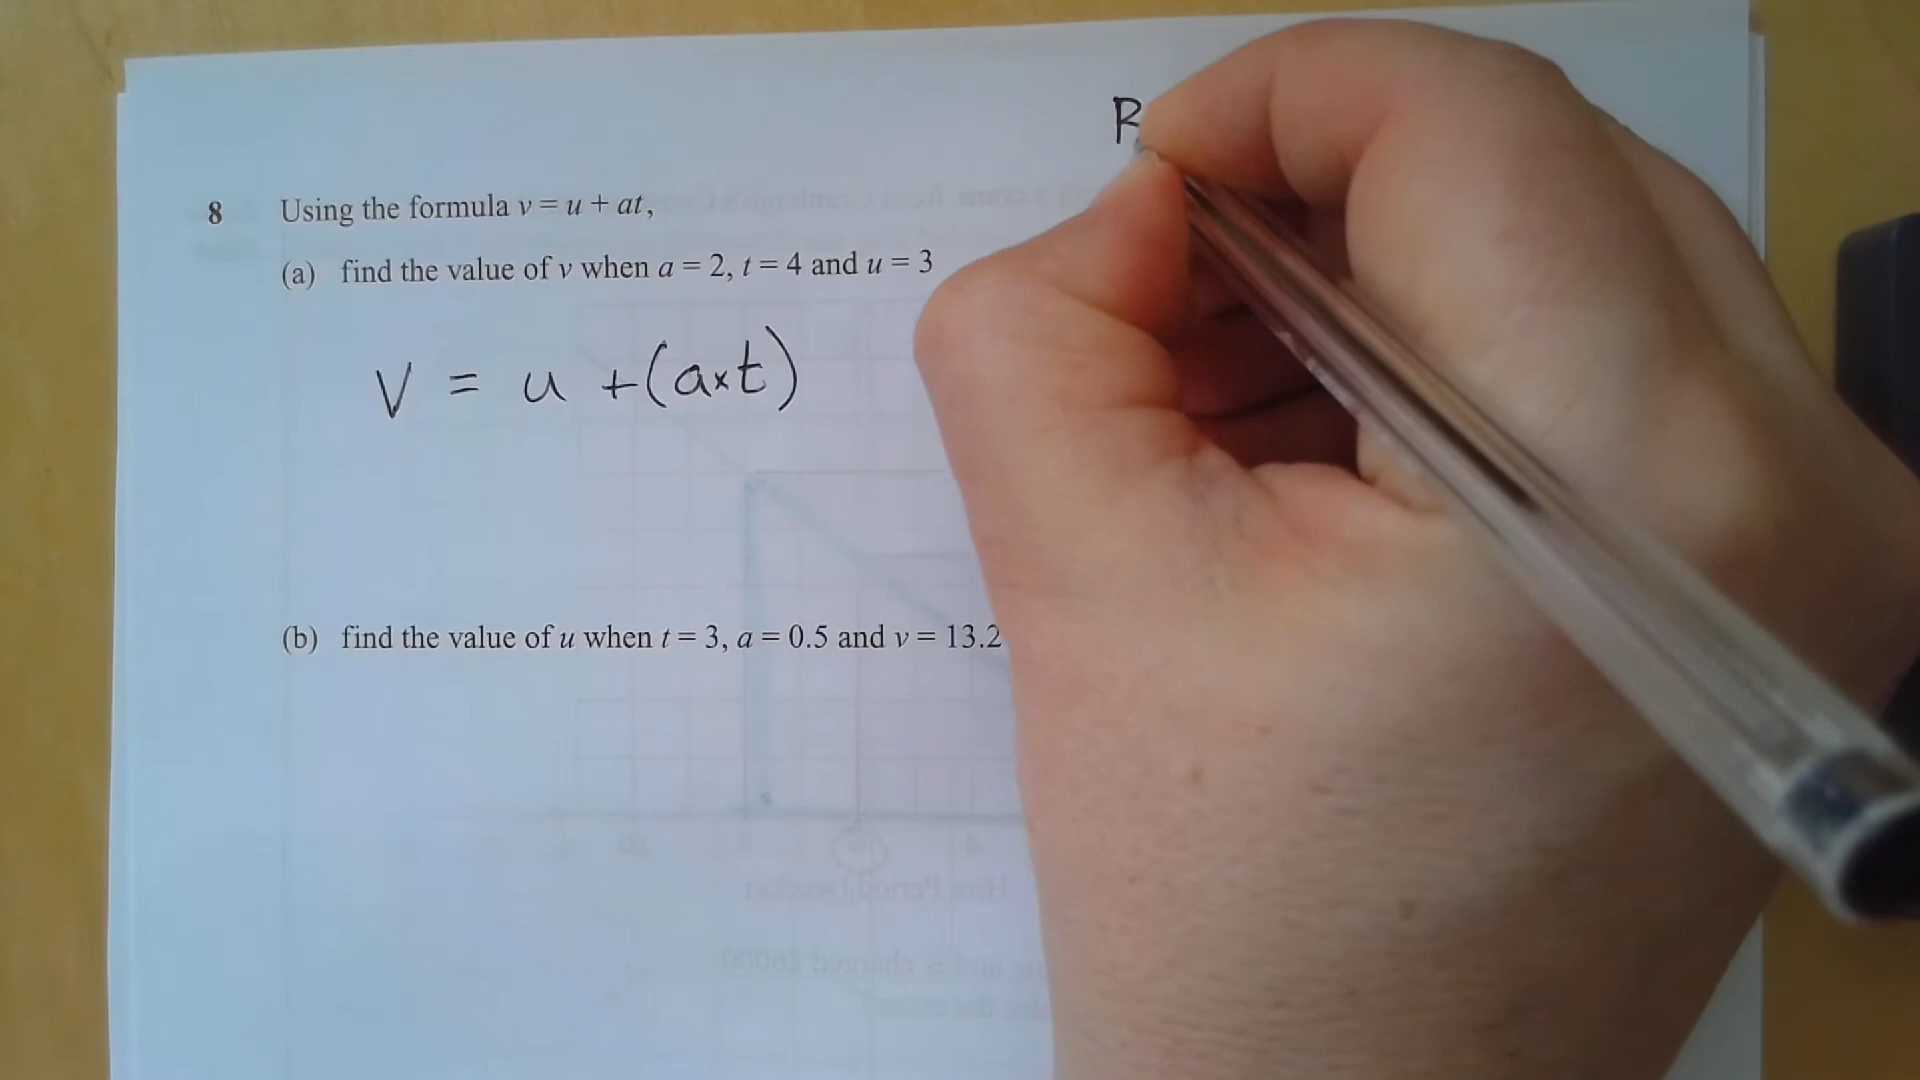 R
8 Using the formula v = u + at,
(a) find the value of v when a = 2, t = 4 and u = 3
V = u +(a×t)
(b) find the value of u when t = 3, a = 0.5 and v = 13.2